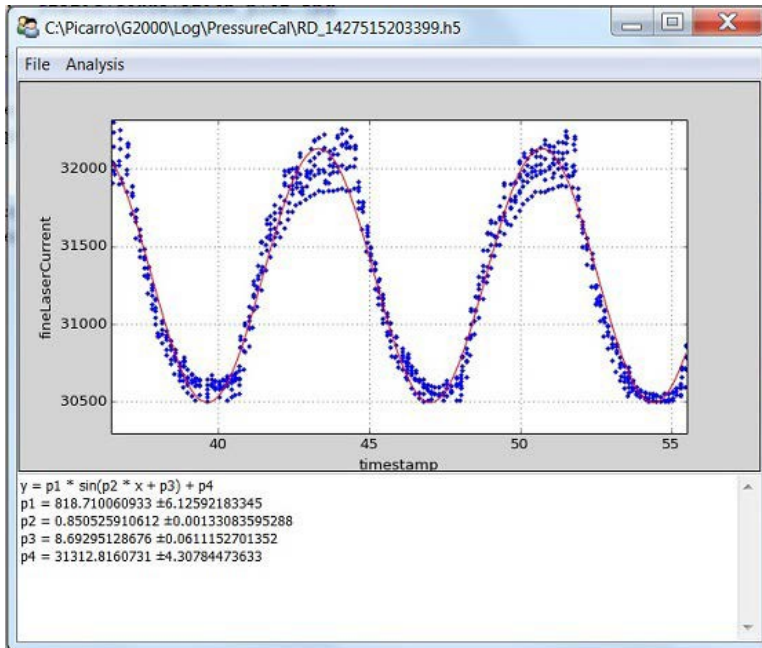 C:\Picarro\G2000\Log\PressureCal\RD_1427515203399.h5
File Analysis
32000
31500
31000
30500
fineLaserCurrent
40 45 50 55
timestamp
y = p1 * sin(p2 * x + p3) + p4
p1 = 818.710060933 ±6.12592183345
p2 = 0.850525910612 ±0.00133083595288
p3 = 8.69295128676 ±0.0611152701352
p4 = 31312.8160731 ±4.30784473633